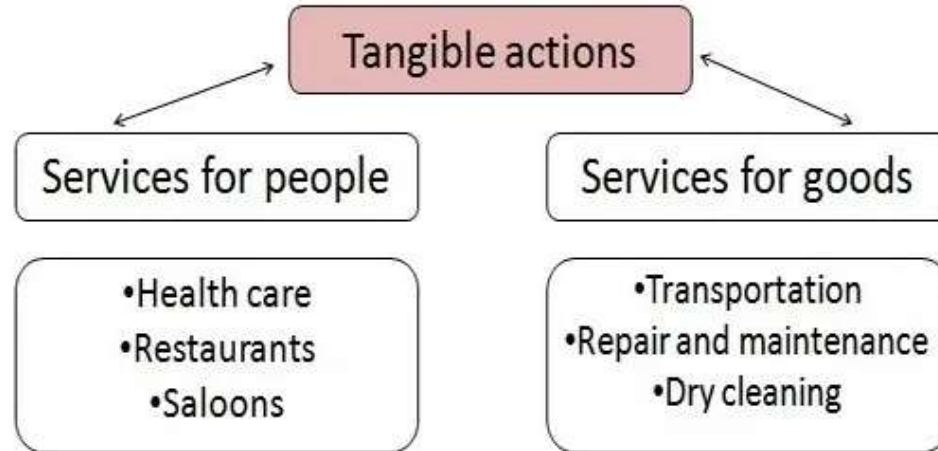 Tangible actions
Services for people
Services for goods
•Health care
•Restaurants
•Saloons
•Transportation
•Repair and maintenance
•Dry cleaning